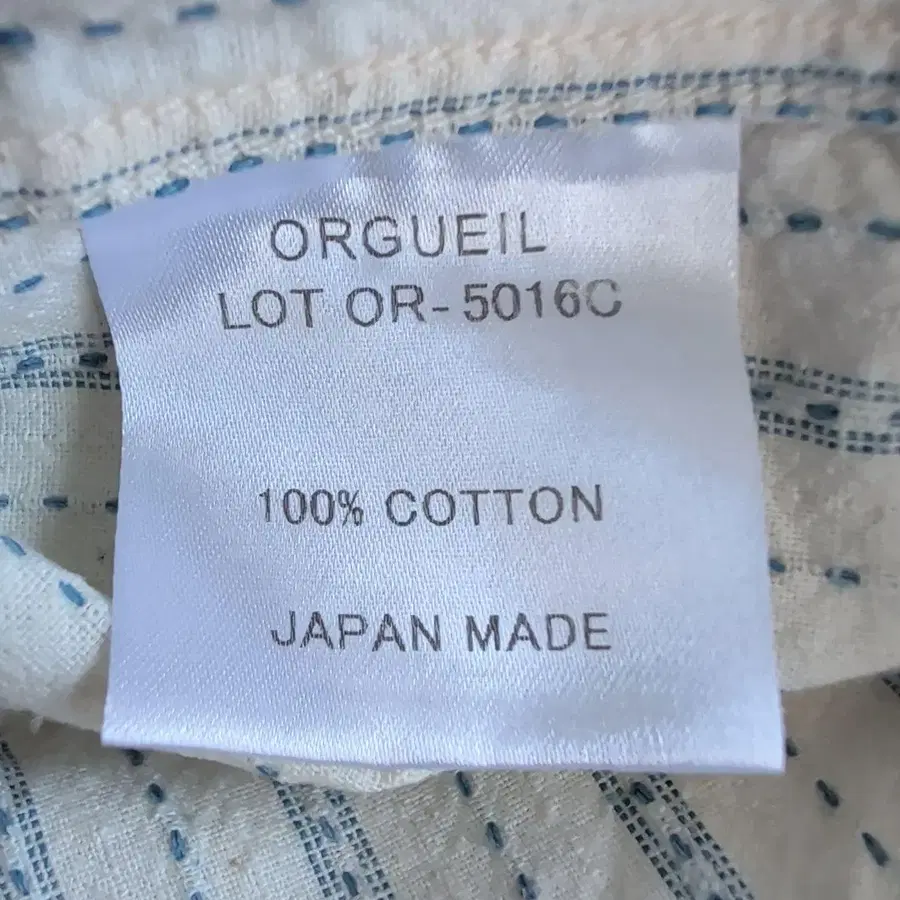 ORGUEIL
LOT OR-5016C
100% COTTON
JAPAN MADE